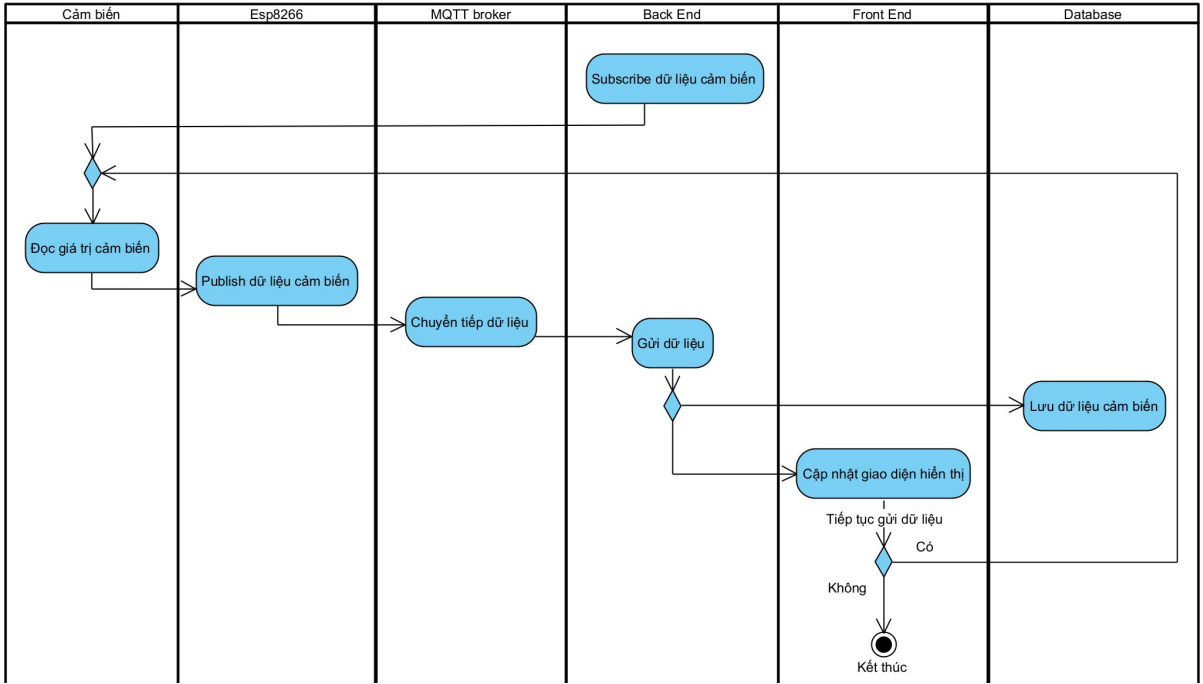 Cảm biến
Esp8266
MQTT broker
Back End
Front End
Database
Subscribe dữ liệu cảm biến
Đọc giá trị cảm biến
Publish dữ liệu cảm biến
Chuyển tiếp dữ liệu
Gửi dữ liệu
Lưu dữ liệu cảm biến
Cập nhật giao diện hiển thị
Tiếp tục gửi dữ liệu
Có
Không
Kết thúc